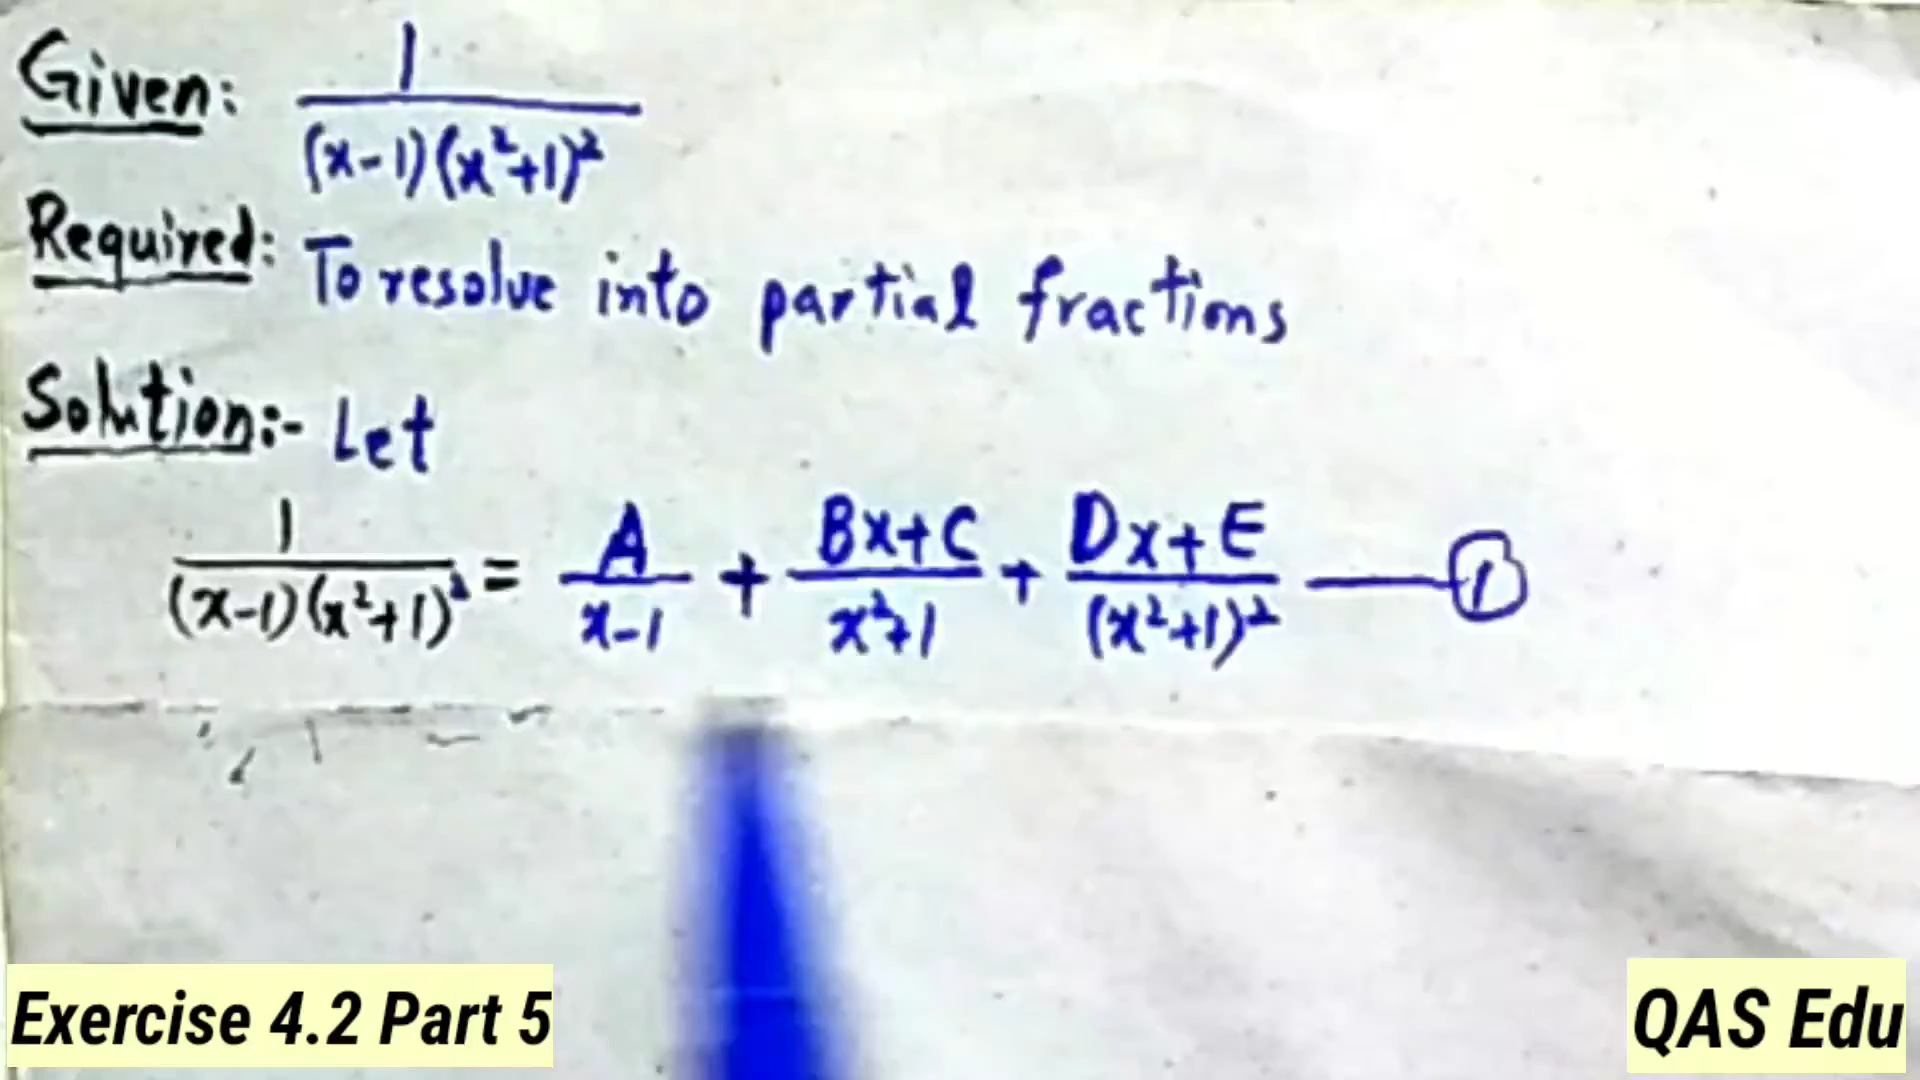 Given: 1/((x-1)(x²+1)²)
Required: To resolve into partial fractions
Solution:- Let
1/((x-1)(x²+1)²) = A/(x-1) + (Bx+C)/(x²+1) + (Dx+E)/(x²+1)² — ①
Exercise 4.2 Part 5
QAS Edu